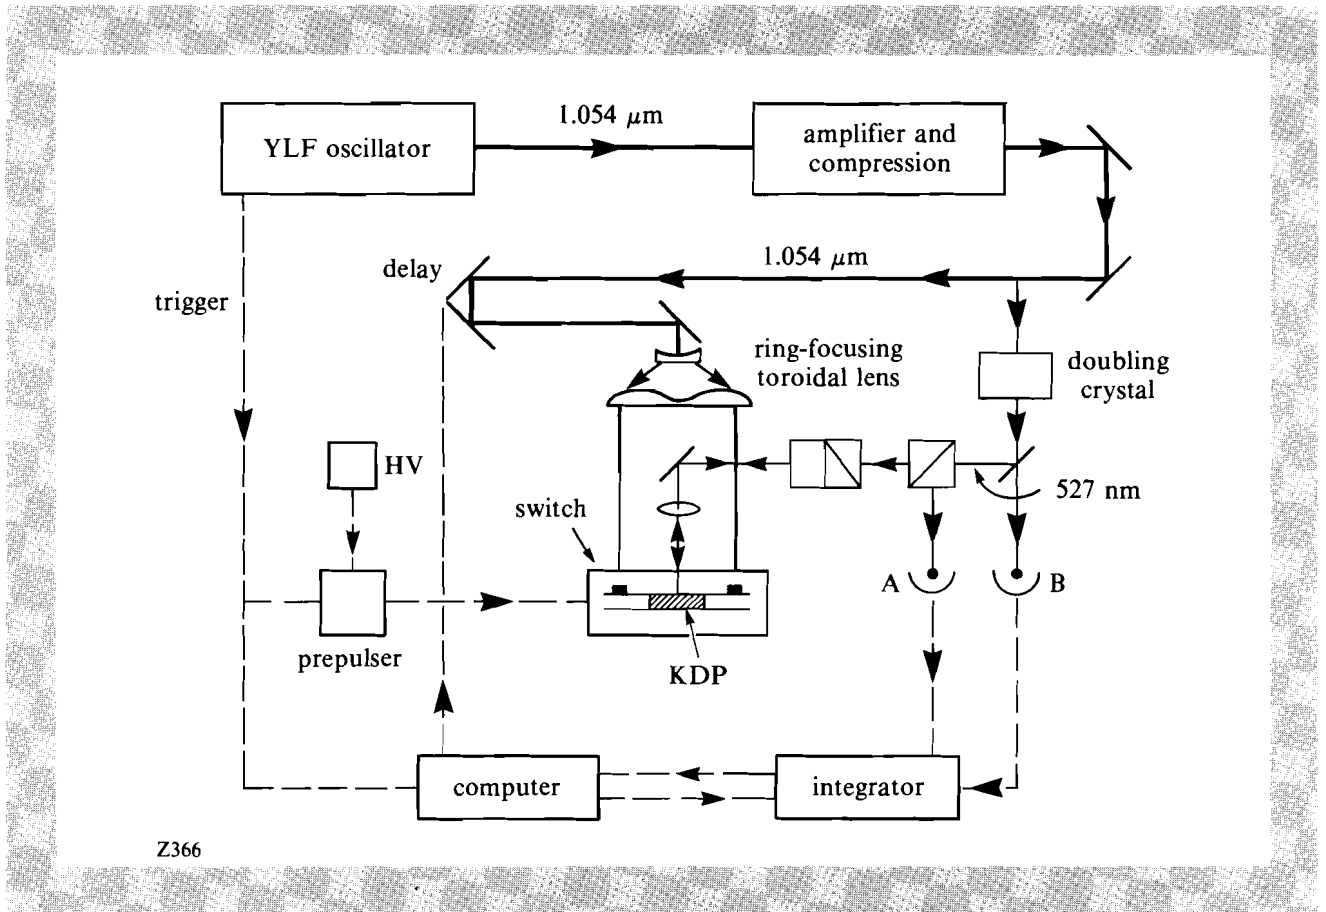 1.054 μm
YLF oscillator
amplifier and
compression
1.054 μm
delay
trigger
ring-focusing
toroidal lens
doubling
crystal
HV
527 nm
switch
A
B
prepulser
KDP
computer
integrator
Z366